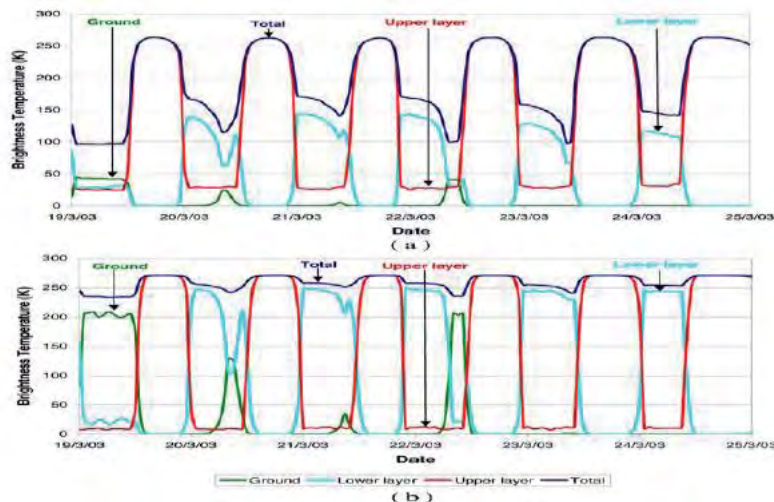 300
Ground
Total
Upper layer
Lower layer
250
200
150
100
50
0
Brightness Temperature (K)
19/3/03 20/3/03 21/3/03 22/3/03 23/3/03 24/3/03 25/3/03
Date
( a )
300
Ground
Total
Upper layer
Lower layer
250
200
150
100
50
0
Brightness Temperature (K)
19/3/03 20/3/03 21/3/03 22/3/03 23/3/03 24/3/03 25/3/03
Date
Ground Lower layer Upper layer Total
( b )